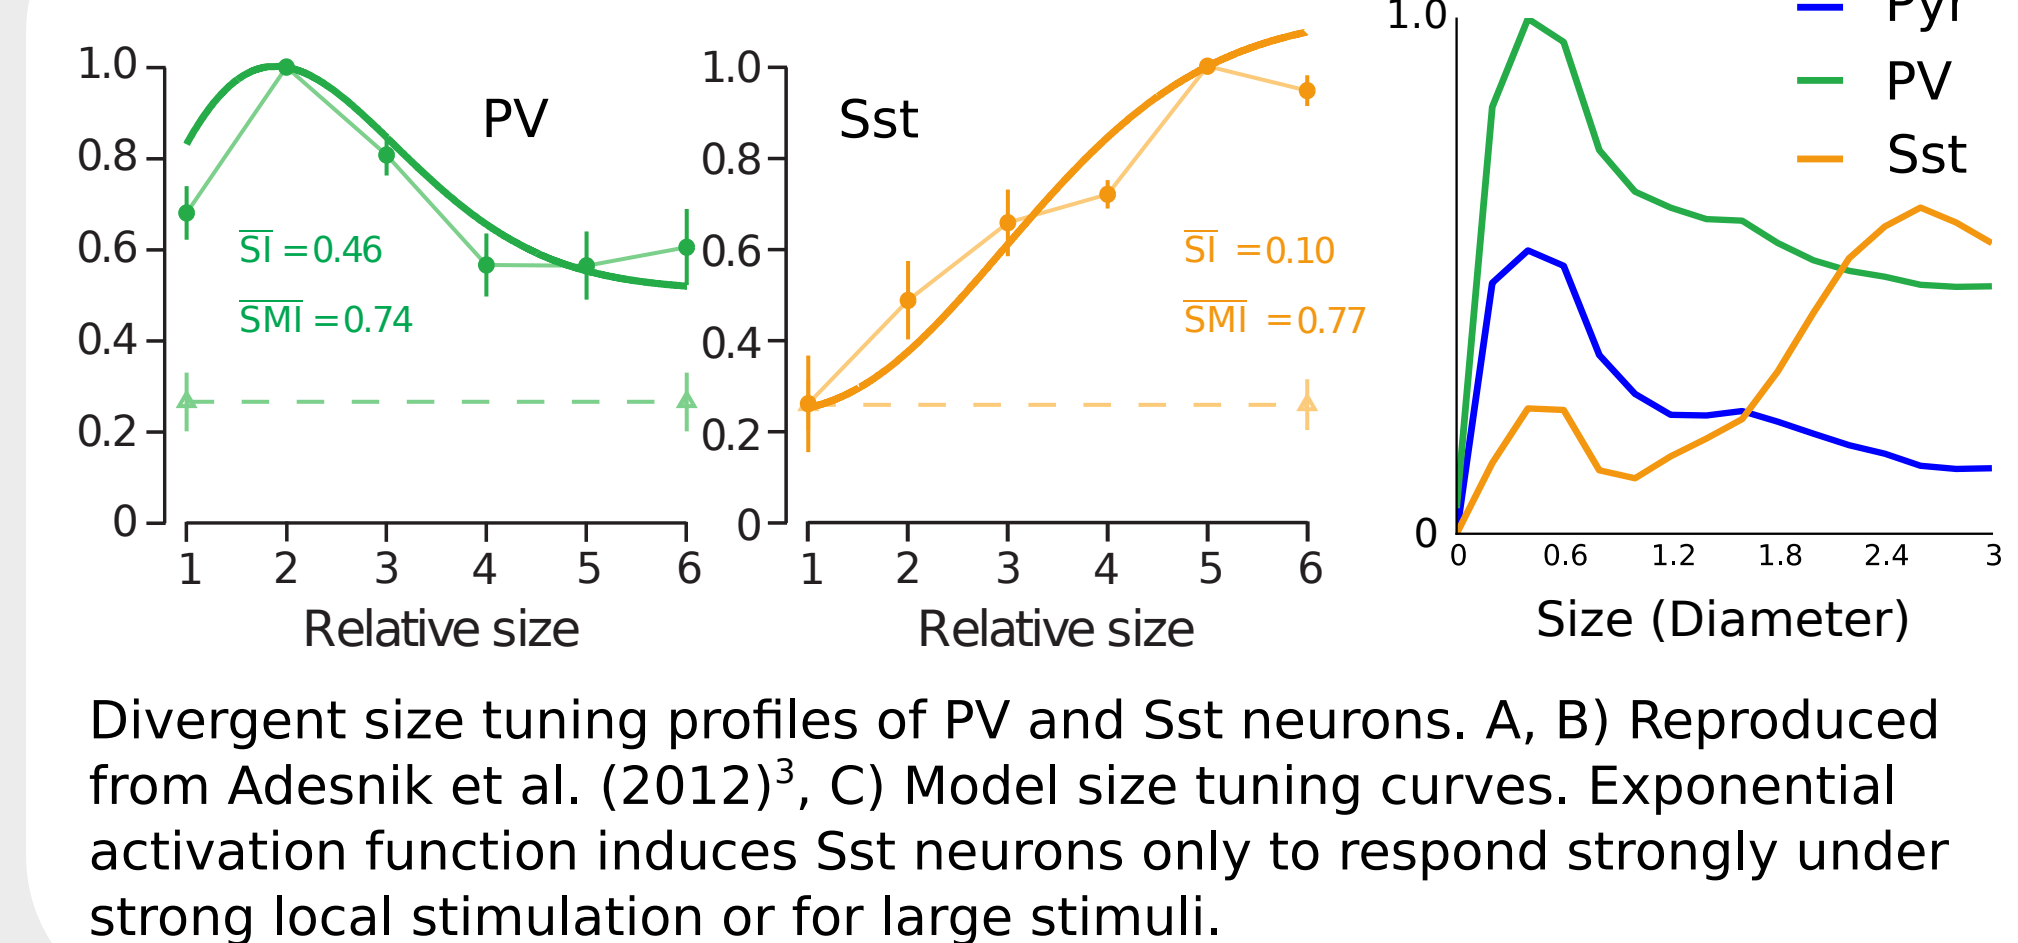 1.0
0.8
0.6
0.4
0.2
0
PV
SI =0.46
SMI =0.74
1 2 3 4 5 6
Relative size
1.0
0.8
0.6
0.4
0.2
0
Sst
SI =0.10
SMI =0.77
1 2 3 4 5 6
Relative size
1.0
0
Pyr
PV
Sst
0 0.6 1.2 1.8 2.4 3
Size (Diameter)
Divergent size tuning profiles of PV and Sst neurons. A, B) Reproduced
from Adesnik et al. (2012)³, C) Model size tuning curves. Exponential
activation function induces Sst neurons only to respond strongly under
strong local stimulation or for large stimuli.